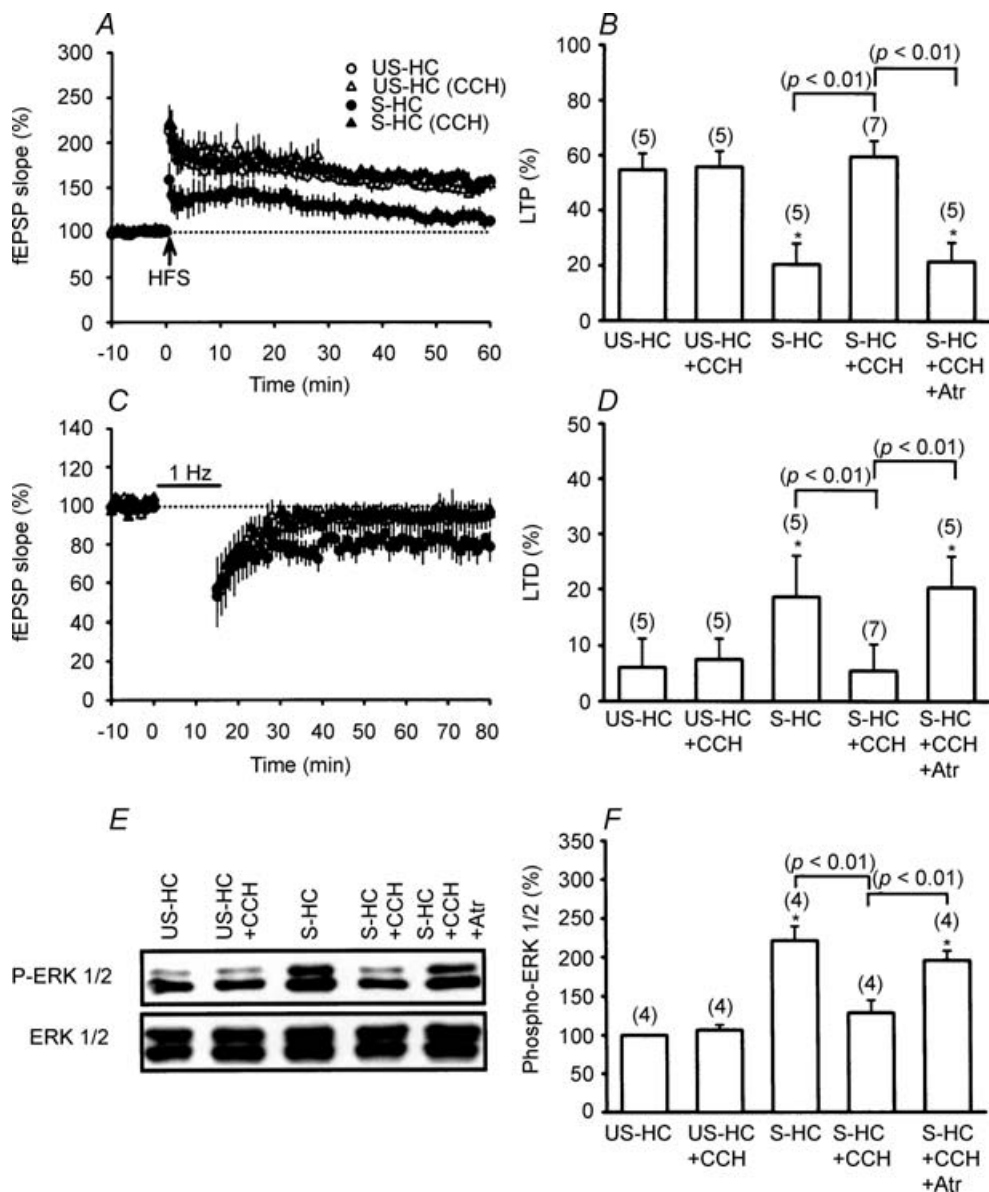 A
300
250
200
150
100
50
0
fEPSP slope (%)
US-HC
US-HC (CCH)
S-HC
S-HC (CCH)
HFS
-10 0 10 20 30 40 50 60
Time (min)
B
100
80
60
40
20
0
LTP (%)
(p < 0.01)
(p < 0.01)
(5) (5) (5) (7) (5)
* *
US-HC US-HC S-HC S-HC S-HC
+CCH +CCH +CCH
+Atr
C
140
120
100
80
60
40
20
0
fEPSP slope (%)
1 Hz
-10 0 10 20 30 40 50 60 70 80
Time (min)
D
50
40
30
20
10
0
LTD (%)
(p < 0.01)
(p < 0.01)
(5) (5) (5) (7) (5)
* *
US-HC US-HC S-HC S-HC S-HC
+CCH +CCH +CCH
+Atr
E
US-HC
US-HC
+CCH
S-HC
S-HC
+CCH
S-HC
+CCH
+Atr
P-ERK 1/2
ERK 1/2
F
350
300
250
200
150
100
50
0
Phospho-ERK 1/2 (%)
(p < 0.01)
(p < 0.01)
(4) (4) (4) (4) (4)
* *
US-HC US-HC S-HC S-HC S-HC
+CCH +CCH +CCH
+Atr